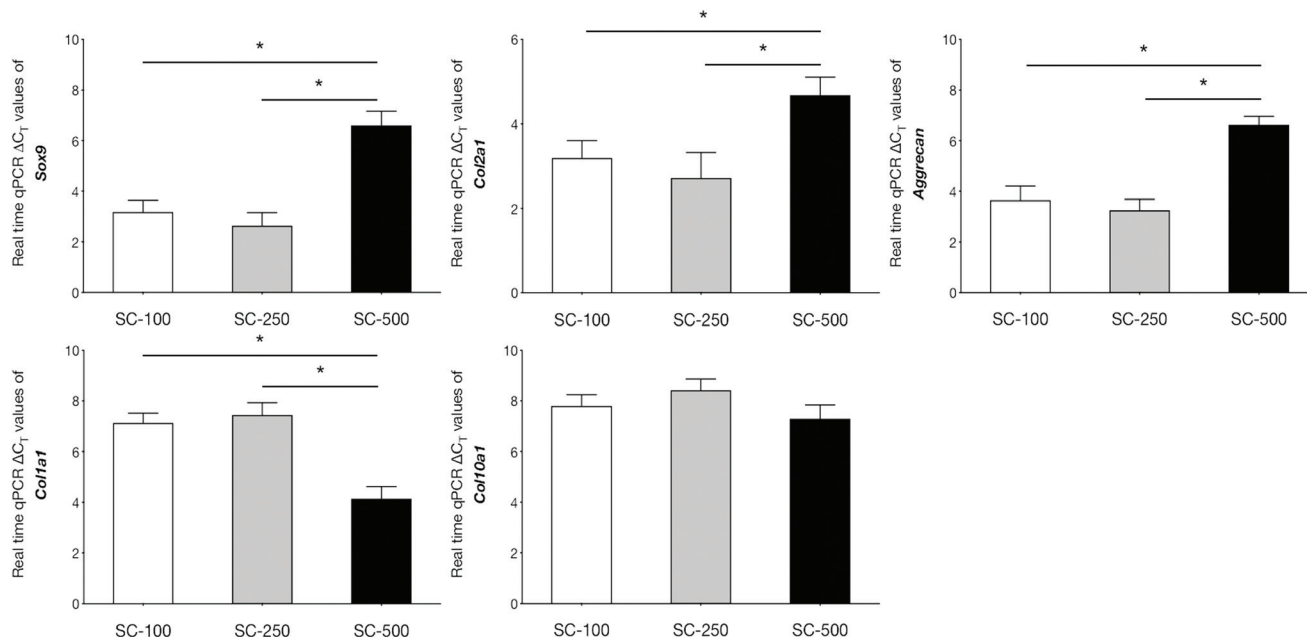 Real time qPCR ΔCT values of
Sox9
10
8
6
4
2
0
*
*
SC-100 SC-250 SC-500
Real time qPCR ΔCT values of
Col2a1
6
4
2
0
*
*
SC-100 SC-250 SC-500
Real time qPCR ΔCT values of
Aggrecan
10
8
6
4
2
0
*
*
SC-100 SC-250 SC-500
Real time qPCR ΔCT values of
Col1a1
10
8
6
4
2
0
*
*
SC-100 SC-250 SC-500
Real time qPCR ΔCT values of
Col10a1
10
8
6
4
2
0
SC-100 SC-250 SC-500